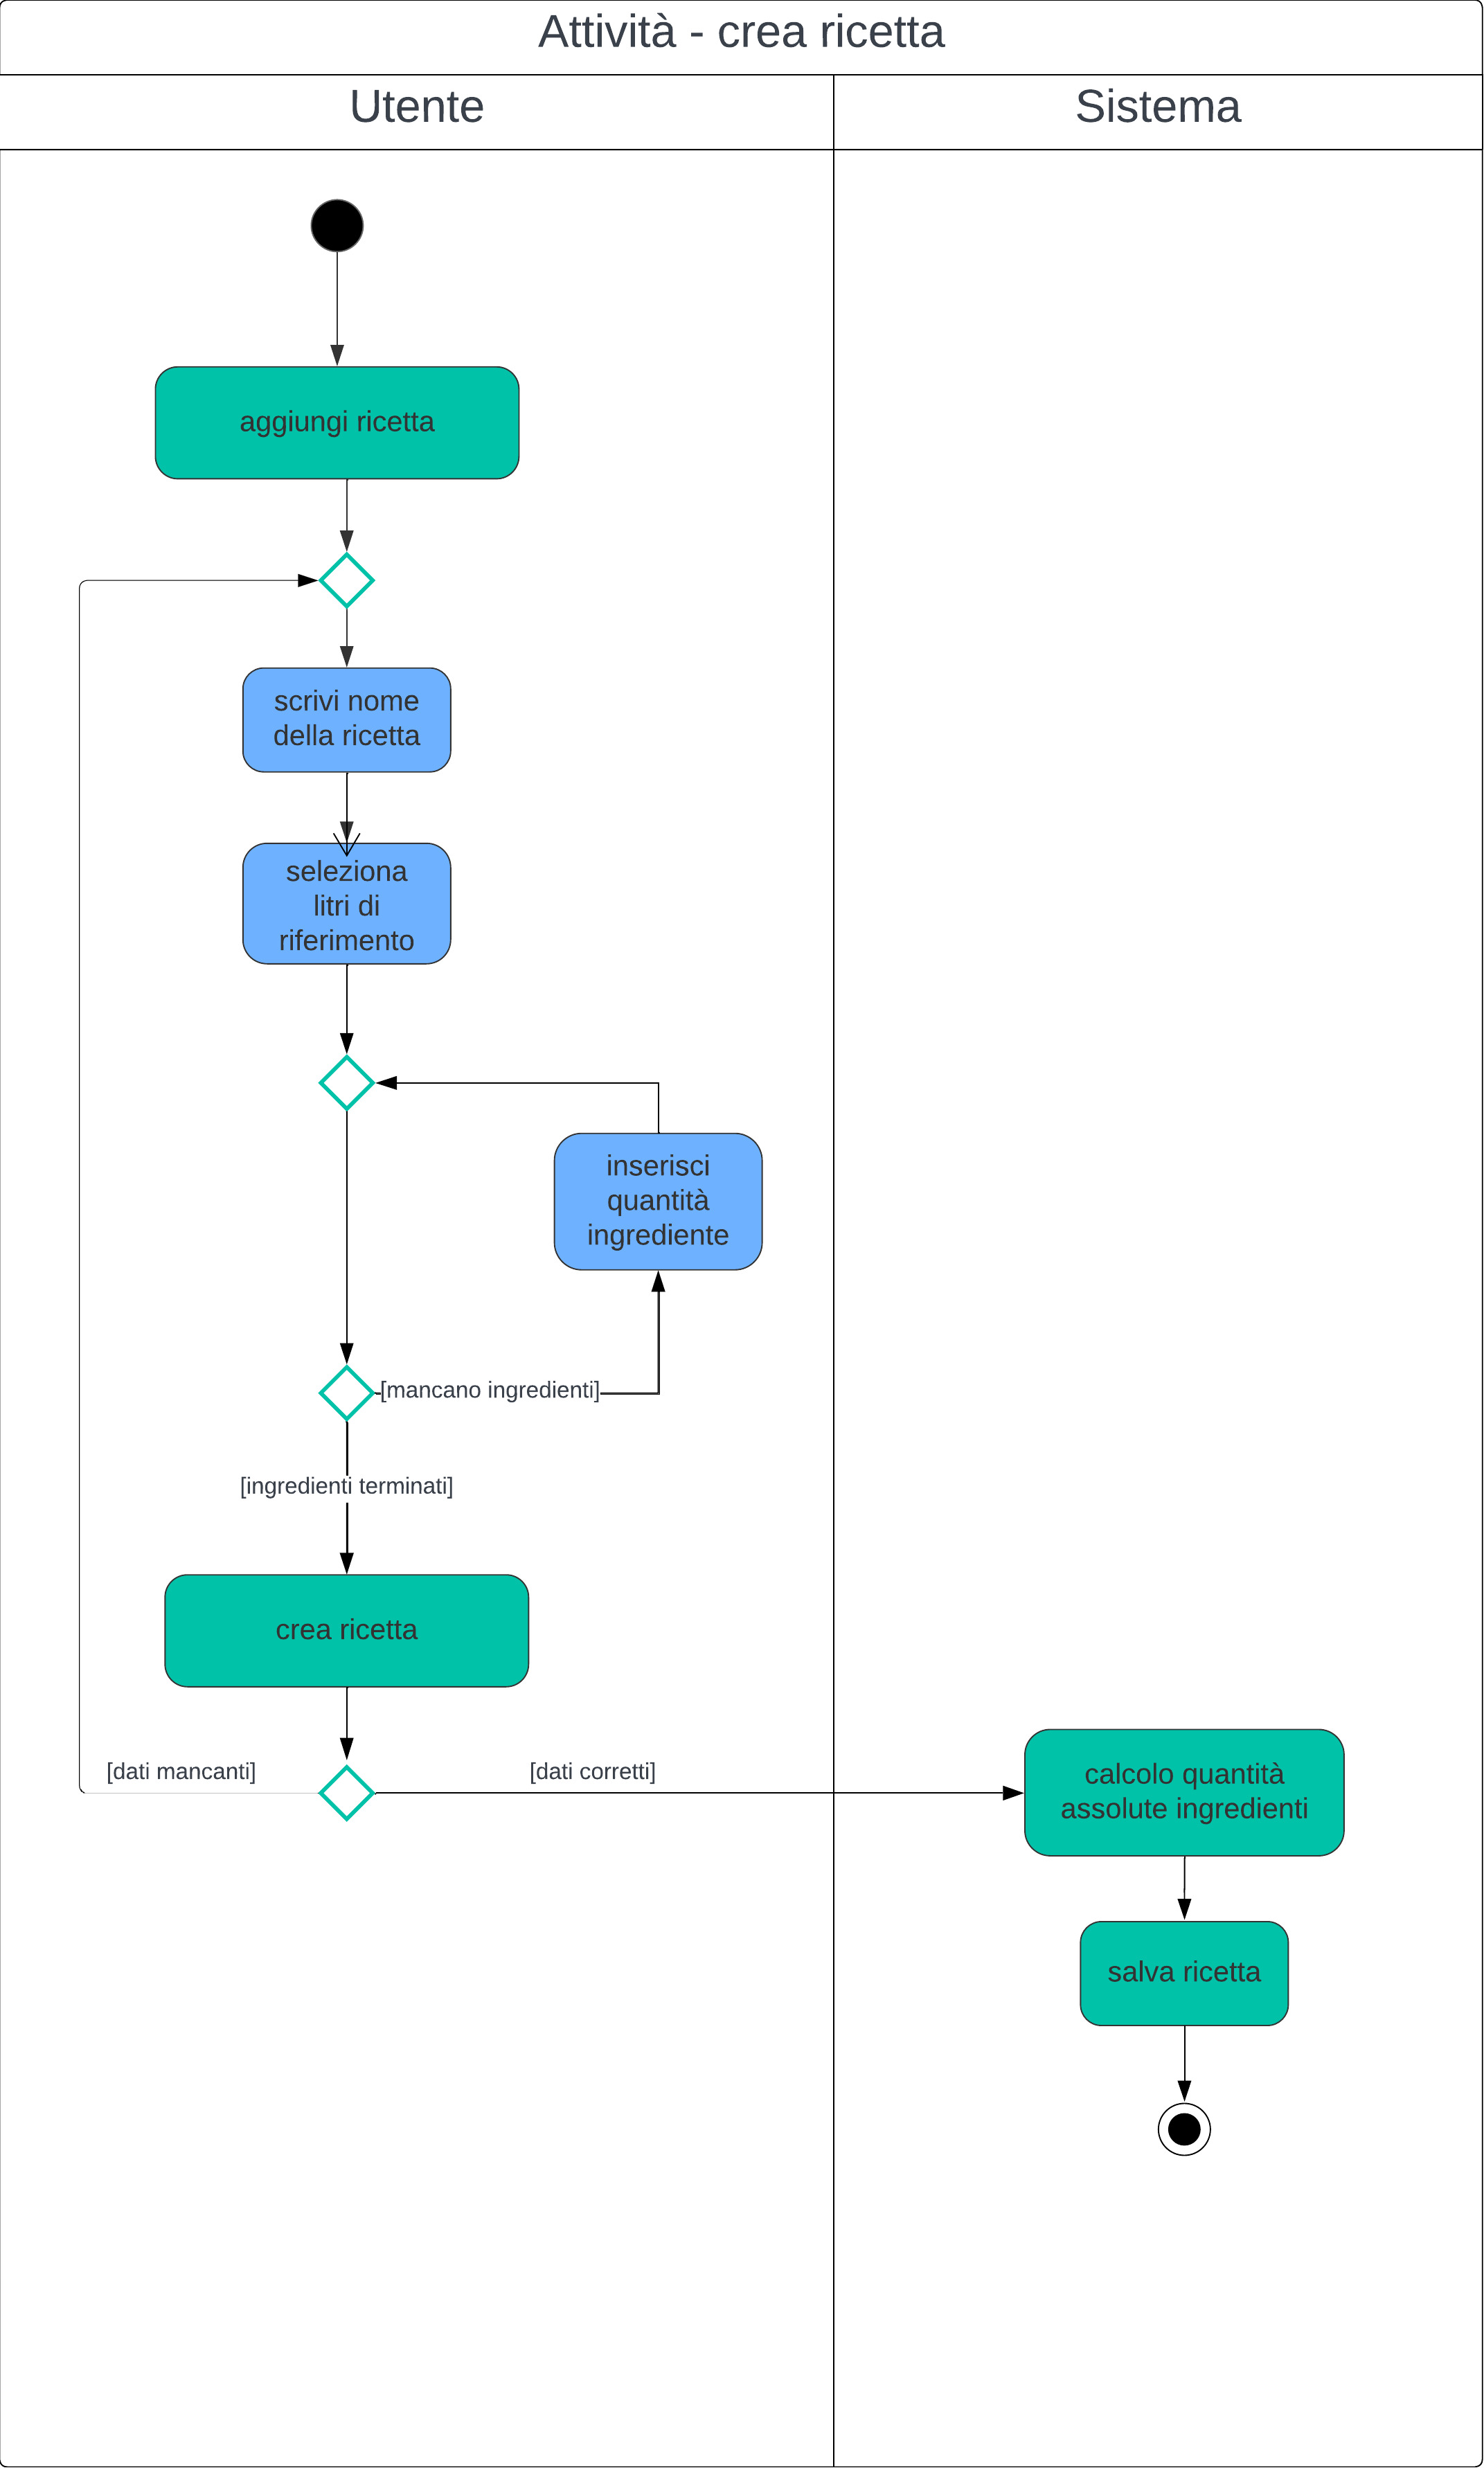 Attività - crea ricetta
Utente
Sistema
aggiungi ricetta
scrivi nome
della ricetta
seleziona
litri di
riferimento
inserisci
quantità
ingrediente
[mancano ingredienti]
[ingredienti terminati]
crea ricetta
[dati mancanti]
[dati corretti]
calcolo quantità
assolute ingredienti
salva ricetta